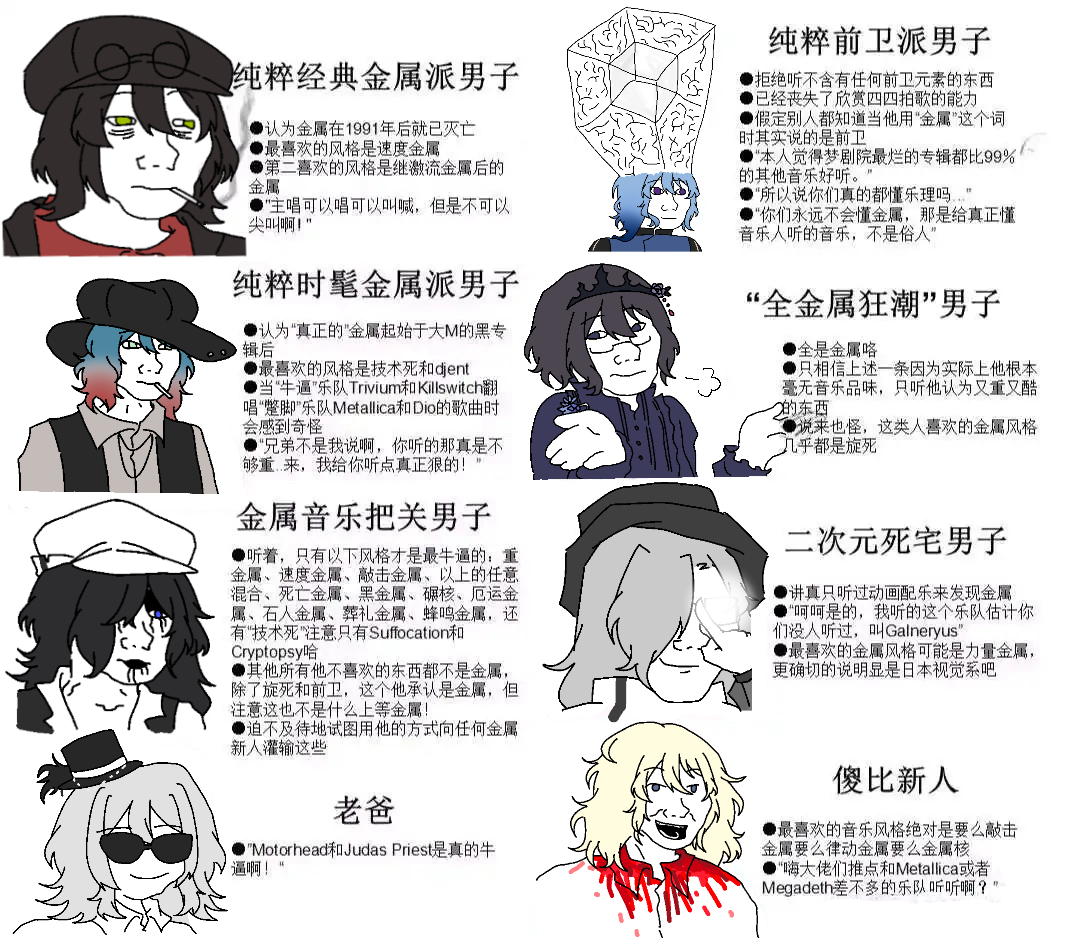 纯粹经典金属派男子
●认为金属在1991年后就已灭亡
●最喜欢的风格是速度金属
●第二喜欢的风格是继激流金属后的
金属
●"主唱可以唱可以叫喊，但是不可以
尖叫啊!"
纯粹前卫派男子
●拒绝听不含有任何前卫元素的东西
●已经丧失了欣赏四四拍歌的能力
●假定别人都知道当他用“金属”这个词
时其实说的是前卫
●“本人觉得梦剧院最烂的专辑都比99%
的其他音乐好听。”
●“所以说你们真的都懂乐理吗...”
●“你们永远不会懂金属，那是给真正懂
音乐人听的音乐，不是俗人”
纯粹时髦金属派男子
●认为“真正的”金属起始于大M的黑专
辑后
●最喜欢的风格是技术死和djent
●当“牛逼”乐队Trivium和Killswitch翻
唱“蹩脚”乐队Metallica和Dio的歌曲时
会感到奇怪
●“兄弟不是我说啊，你听的那真是不
够重...来，我给你听点真正狠的！”
“全金属狂潮”男子
●全是金属咯
●只相信上述一条因为实际上他根本
毫无音乐品味，只听他认为又重又酷
的东西
●说来也怪，这类人喜欢的金属风格
几乎都是旋死
金属音乐把关男子
●听着，只有以下风格才是最牛逼的：重
金属、速度金属、敲击金属、以上的任意
混合、死亡金属、黑金属、碾核、厄运金
属、石人金属、葬礼金属、蜂鸣金属，还
有“技术死”注意只有Suffocation和
Cryptopsy哈
●其他所有他不喜欢的东西都不是金属，
除了旋死和前卫，这个他承认是金属，但
注意这也不是什么上等金属！
●迫不及待地试图用他的方式向任何金属
新人灌输这些
二次元死宅男子
●讲真只听过动画配乐来发现金属
●“呵呵是的，我听的这个乐队估计你
们没人听过，叫Galneryus”
●最喜欢的金属风格可能是力量金属，
更确切的说明显是日本视觉系吧
老爸
●"Motorhead和Judas Priest是真的牛
逼啊！“
傻比新人
●最喜欢的音乐风格绝对是要么敲击
金属要么律动金属要么金属核
●“嗨大佬们推点和Metallica或者
Megadeth差不多的乐队听听啊？”